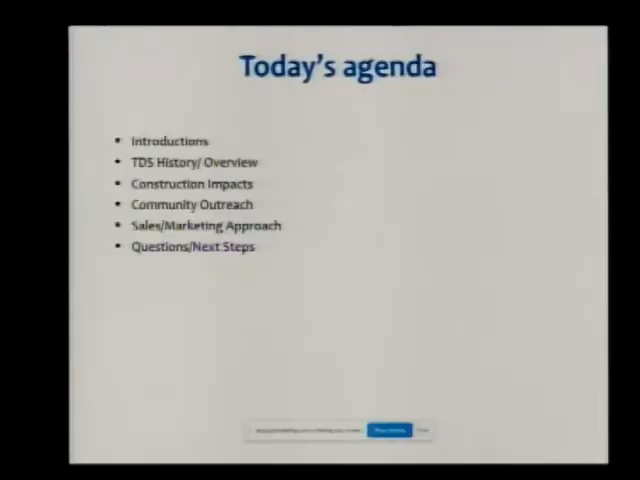 Today's agenda
• Introductions
• TDS History/ Overview
• Construction Impacts
• Community Outreach
• Sales/Marketing Approach
• Questions/Next Steps